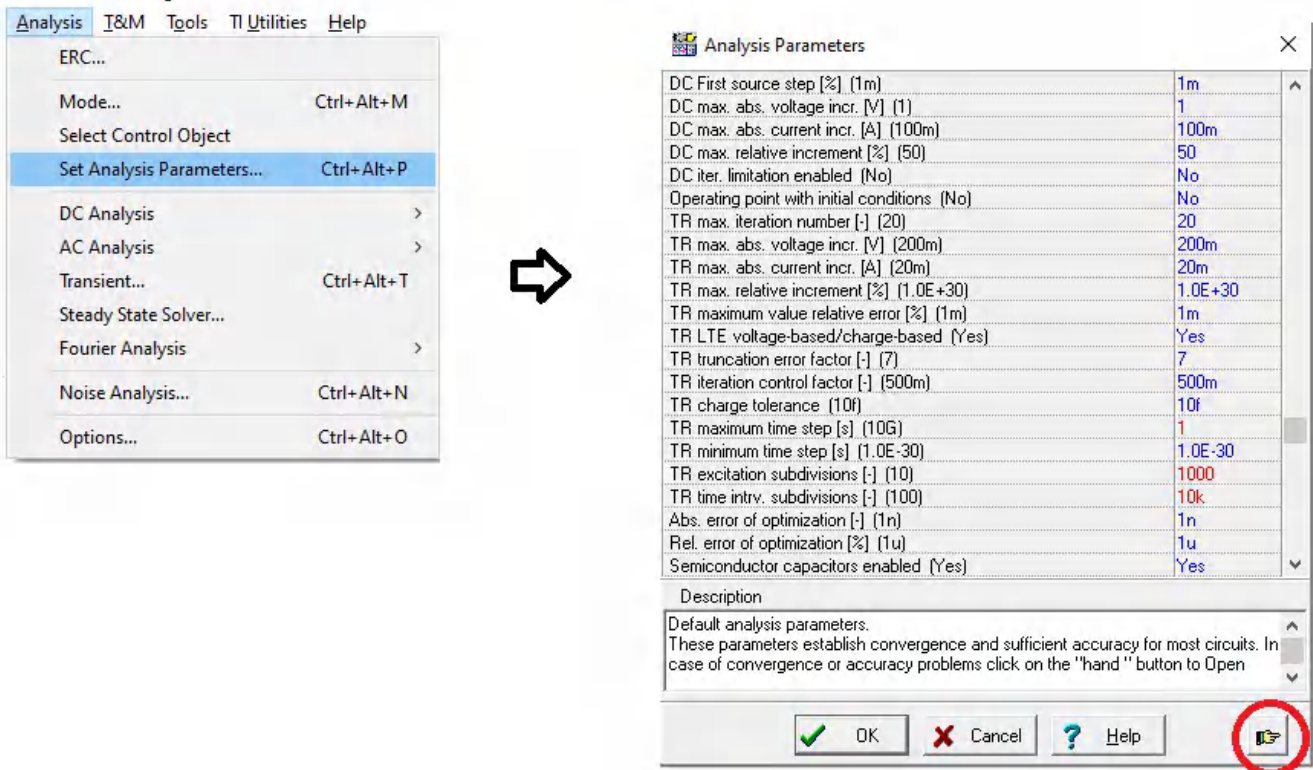 Analysis T&M Tools TI Utilities Help
ERC...
Mode... Ctrl+Alt+M
Select Control Object
Set Analysis Parameters... Ctrl+Alt+P
DC Analysis >
AC Analysis >
Transient... Ctrl+Alt+T
Steady State Solver...
Fourier Analysis >
Noise Analysis... Ctrl+Alt+N
Options... Ctrl+Alt+O
Analysis Parameters
DC First source step [%] (1m) 1m
DC max. abs. voltage incr. [V] (1) 1
DC max. abs. current incr. [A] (100m) 100m
DC max. relative increment [%] (50) 50
DC iter. limitation enabled (No) No
Operating point with initial conditions (No) No
TR max. iteration number [-] (20) 20
TR max. abs. voltage incr. [V] (200m) 200m
TR max. abs. current incr. [A] (20m) 20m
TR max. relative increment [%] (1.0E+30) 1.0E+30
TR maximum value relative error [%] (1m) 1m
TR LTE voltage-based/charge-based (Yes) Yes
TR truncation error factor [-] (7) 7
TR iteration control factor [-] (500m) 500m
TR charge tolerance (10f) 10f
TR maximum time step [s] (10G) 1
TR minimum time step [s] (1.0E-30) 1.0E-30
TR excitation subdivisions [-] (10) 1000
TR time intrv. subdivisions [-] (100) 10k
Abs. error of optimization [-] (1n) 1n
Rel. error of optimization [%] (1u) 1u
Semiconductor capacitors enabled (Yes) Yes
Description
Default analysis parameters.
These parameters establish convergence and sufficient accuracy for most circuits. In
case of convergence or accuracy problems click on the "hand " button to Open
OK Cancel ? Help